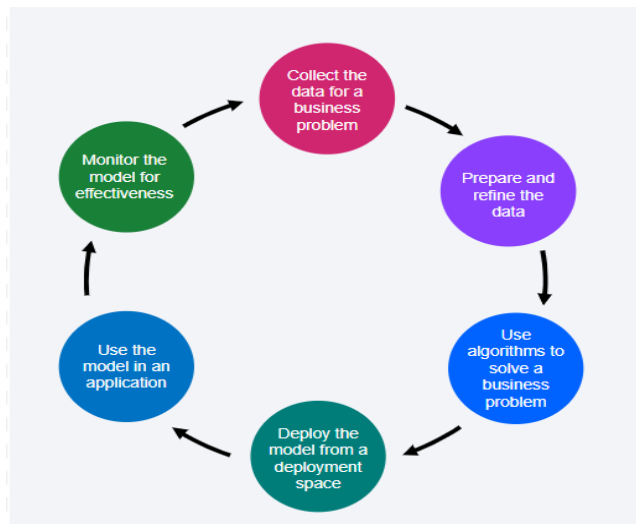 Collect the
data for a
business
problem
Prepare and
refine the
data
Use
algorithms to
solve a
business
problem
Deploy the
model from a
deployment
space
Use the
model in an
application
Monitor the
model for
effectiveness